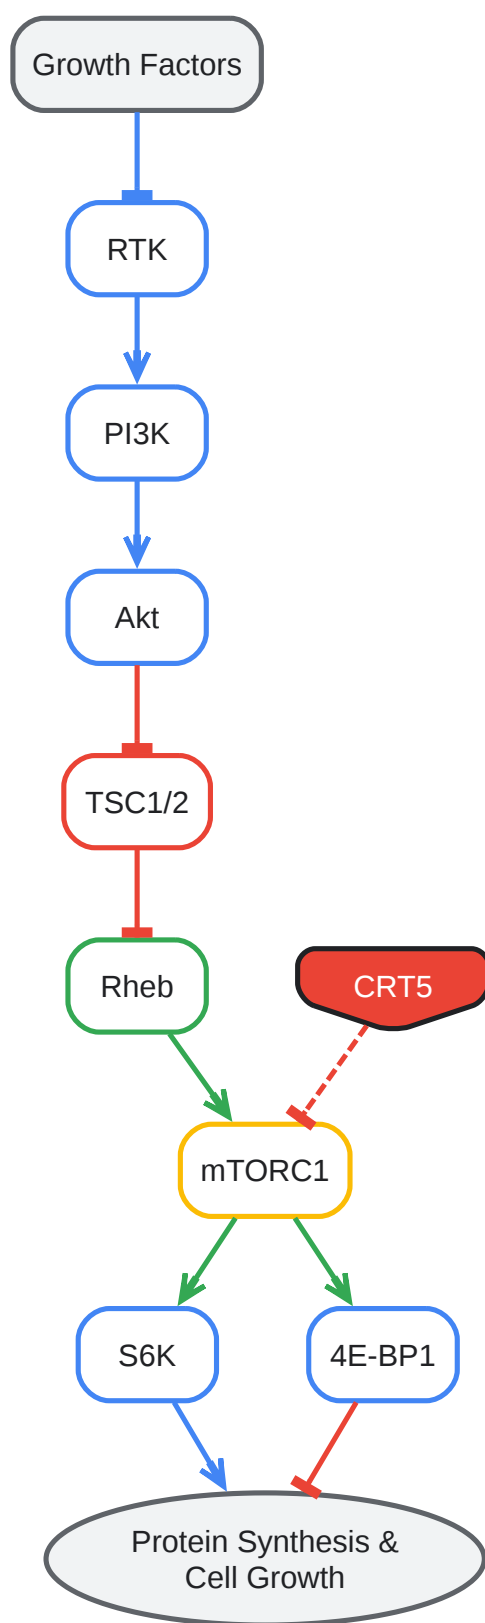 Growth Factors
RTK
PI3K
Akt
TSC1/2
Rheb
CRT5
mTORC1
S6K
4E-BP1
Protein Synthesis &
Cell Growth